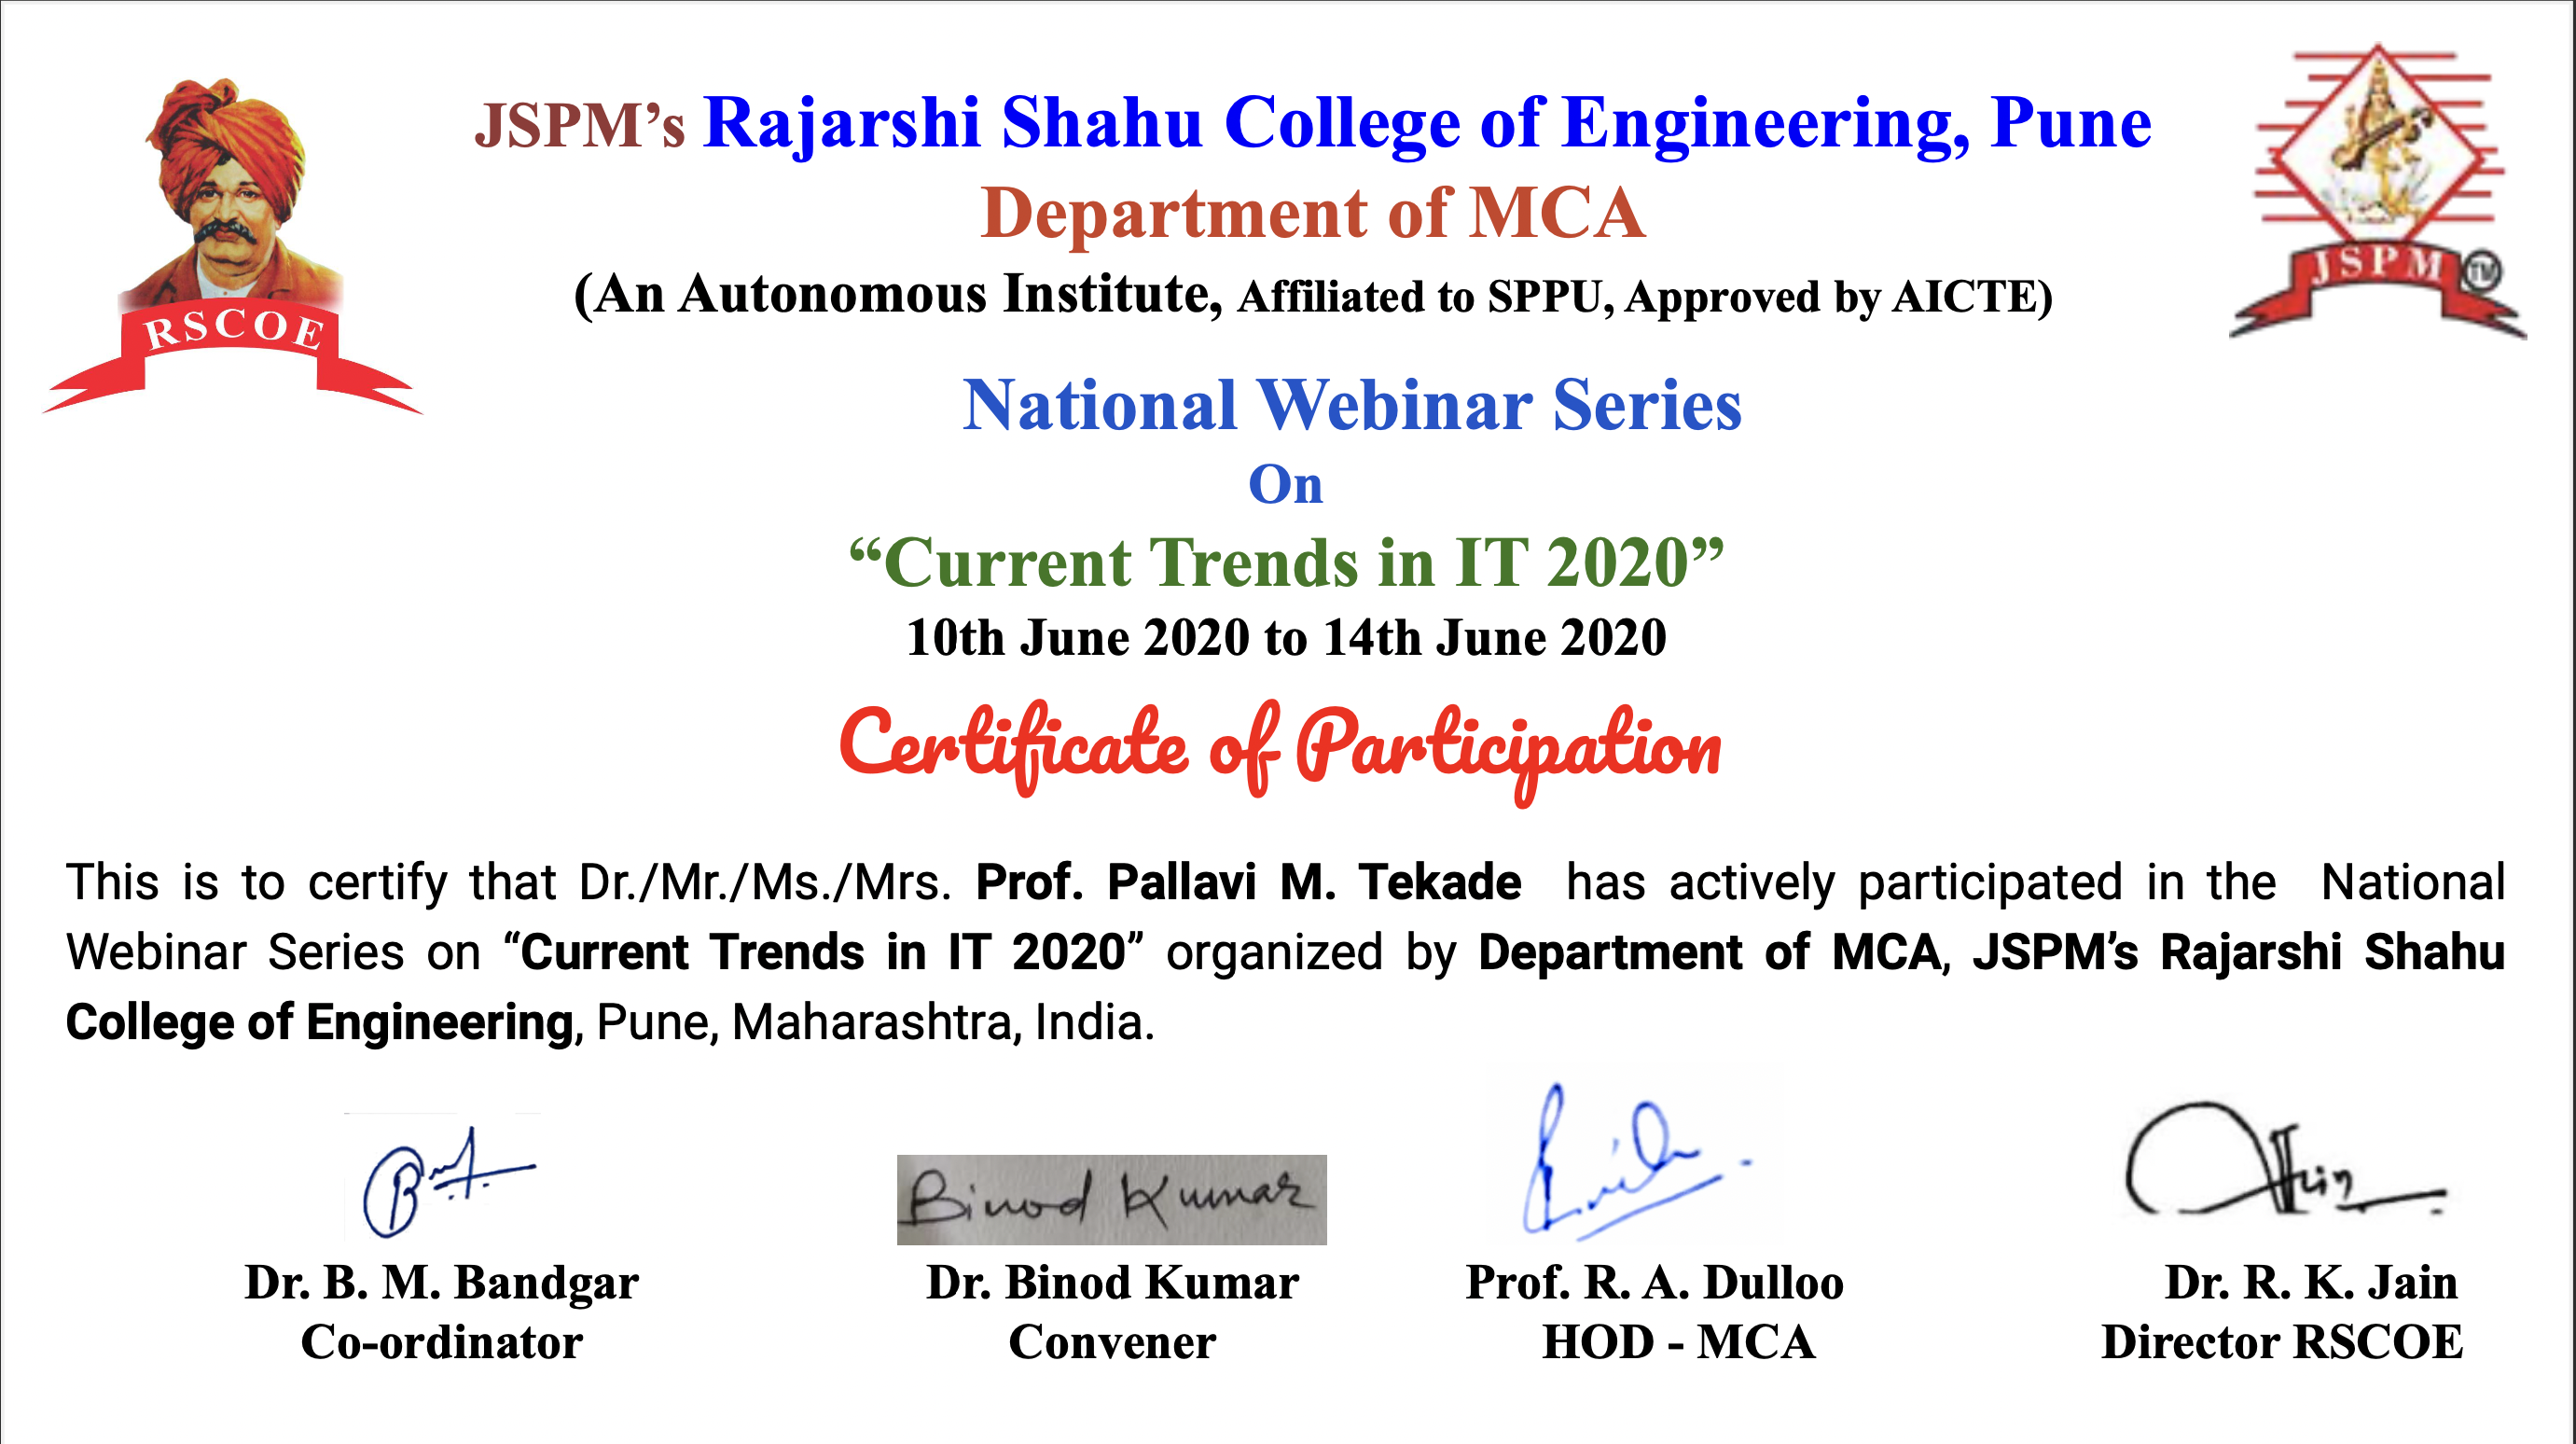 JSPM's Rajarshi Shahu College of Engineering, Pune
Department of MCA
(An Autonomous Institute, Affiliated to SPPU, Approved by AICTE)
RSCOE
JSPM TM
National Webinar Series
On
“Current Trends in IT 2020”
10th June 2020 to 14th June 2020
Certificate of Participation
This is to certify that Dr./Mr./Ms./Mrs. Prof. Pallavi M. Tekade has actively participated in the National
Webinar Series on “Current Trends in IT 2020” organized by Department of MCA, JSPM's Rajarshi Shahu
College of Engineering, Pune, Maharashtra, India.
Binod Kumar
Dr. B. M. Bandgar Dr. Binod Kumar Prof. R. A. Dulloo Dr. R. K. Jain
Co-ordinator Convener HOD - MCA Director RSCOE